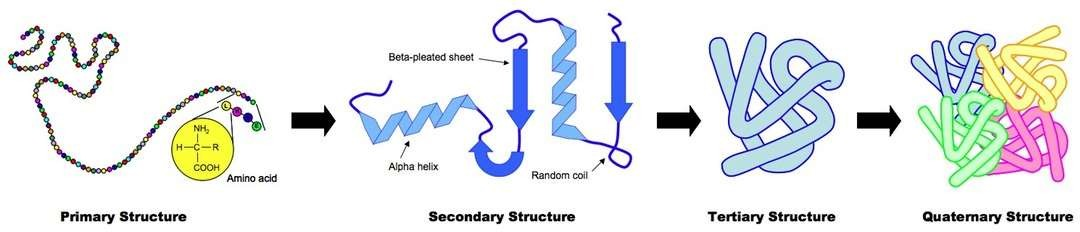 NH₂
H–C–R
COOH
L
Amino acid
Primary Structure
Beta-pleated sheet
Alpha helix
Random coil
Secondary Structure
Tertiary Structure
Quaternary Structure